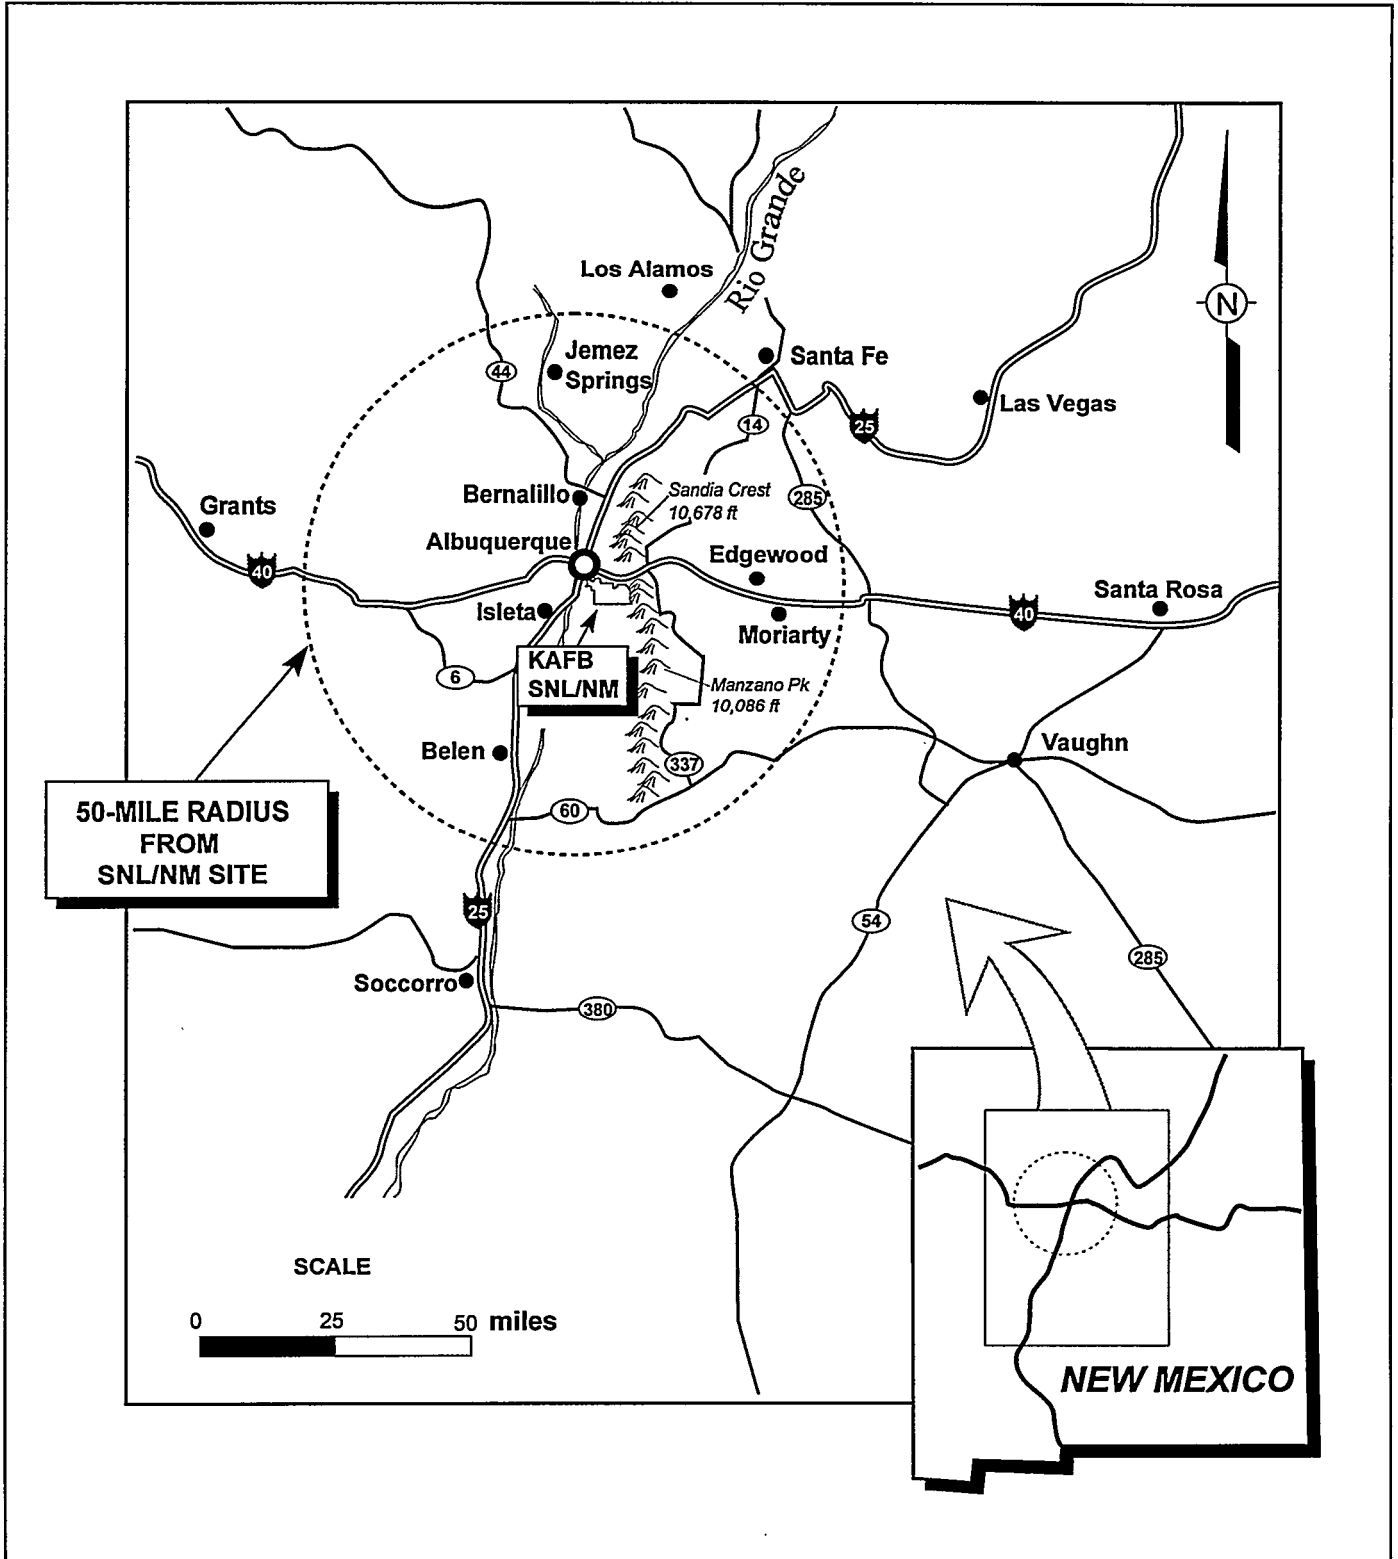 Rio Grande
N
Los Alamos
Jemez
Springs
Santa Fe
44
14
25
Las Vegas
Grants
Bernalillo
Sandia Crest
10,678 ft
285
Albuquerque
Edgewood
40
Isleta
Moriarty
40
Santa Rosa
KAFB
SNL/NM
6
Manzano Pk
10,086 ft
Belen
337
Vaughn
60
50-MILE RADIUS
FROM
SNL/NM SITE
25
54
285
Soccorro
380
SCALE
0 25 50 miles
NEW MEXICO